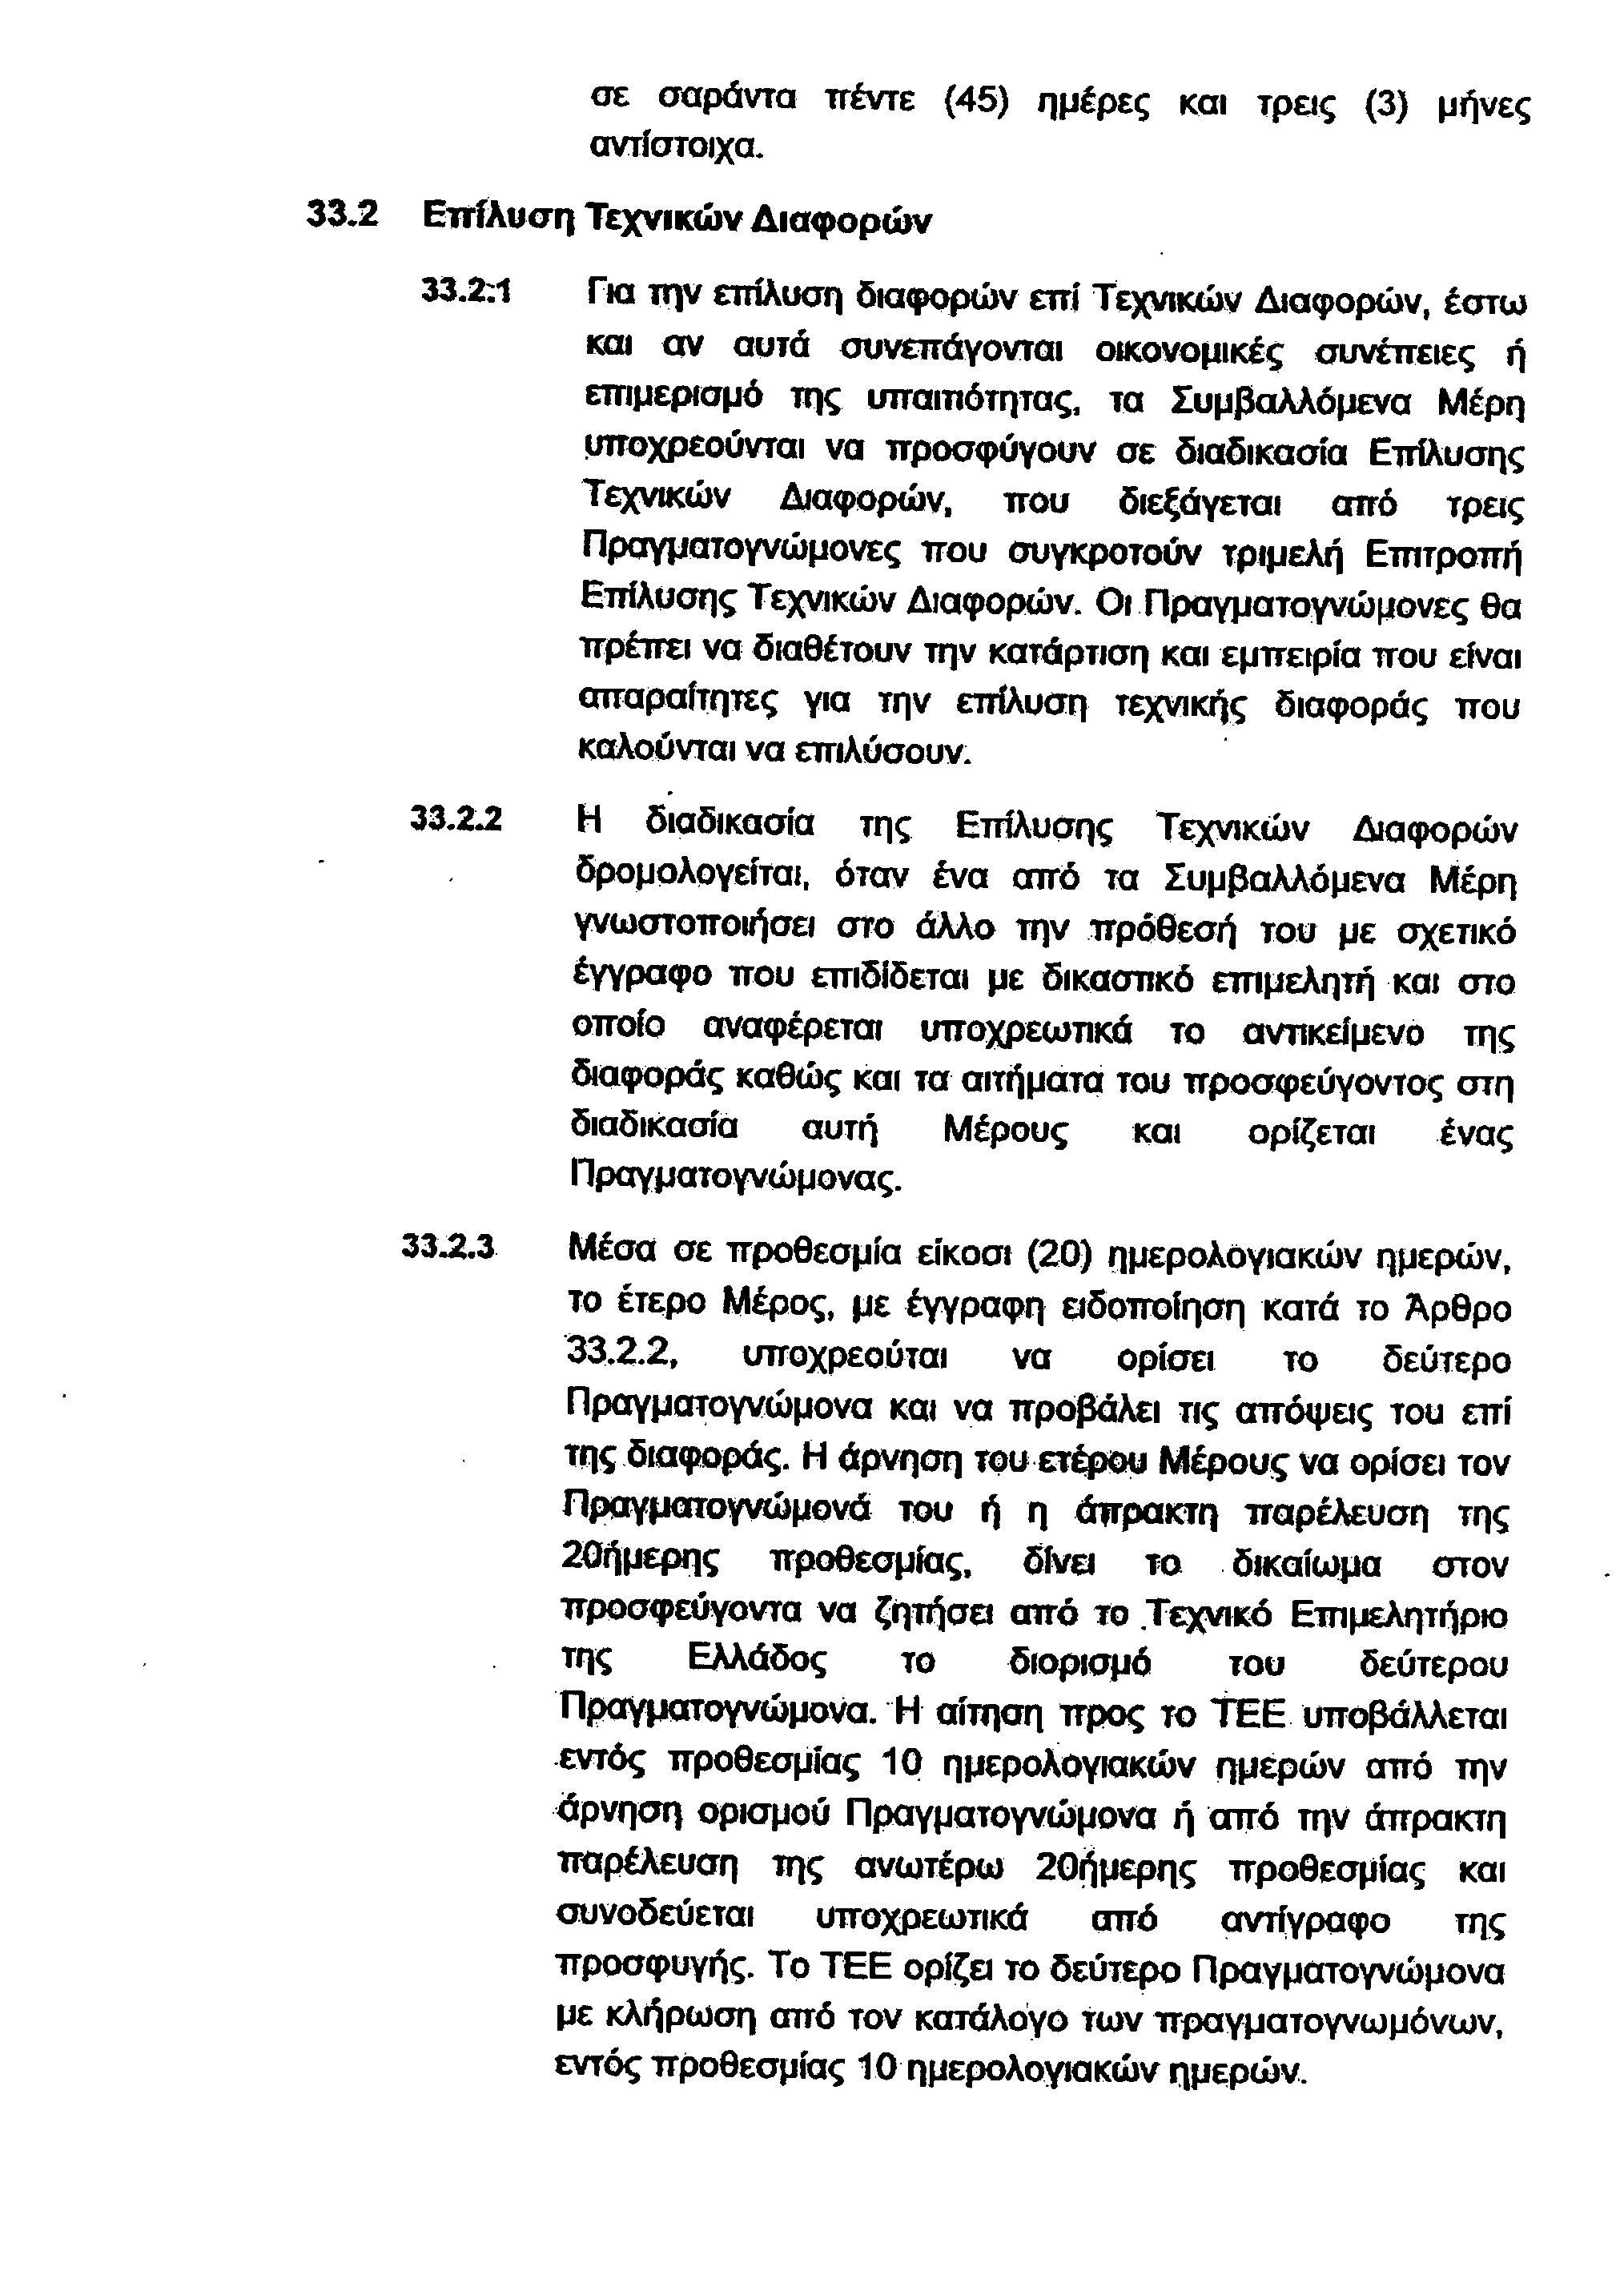 σε σαράντα πέντε (45) ημέρες και τρεις (3) μήνες
αντίστοιχα.
33.2 Επίλυση Τεχνικών Διαφορών
33.2.1 Για την επίλυση διαφορών επί Τεχνικών Διαφορών, έστω
και αν αυτά συνεπάγονται οικονομικές συνέπειες ή
επιμερισμό της υπαιτιότητας, τα Συμβαλλόμενα Μέρη
υποχρεούνται να προσφύγουν σε διαδικασία Επίλυσης
Τεχνικών Διαφορών, που διεξάγεται από τρεις
Πραγματογνώμονες που συγκροτούν τριμελή Επιτροπή
Επίλυσης Τεχνικών Διαφορών. Οι Πραγματογνώμονες θα
πρέπει να διαθέτουν την κατάρτιση και εμπειρία που είναι
απαραίτητες για την επίλυση τεχνικής διαφοράς που
καλούνται να επιλύσουν.
33.2.2 Η διαδικασία της Επίλυσης Τεχνικών Διαφορών
δρομολογείται, όταν ένα από τα Συμβαλλόμενα Μέρη
γνωστοποιήσει στο άλλο την πρόθεσή του με σχετικό
έγγραφο που επιδίδεται με δικαστικό επιμελητή και στο
οποίο αναφέρεται υποχρεωτικά το αντικείμενο της
διαφοράς καθώς και τα αιτήματα του προσφεύγοντος στη
διαδικασία αυτή Μέρους και ορίζεται ένας
Πραγματογνώμονας.
33.2.3 Μέσα σε προθεσμία είκοσι (20) ημερολογιακών ημερών,
το έτερο Μέρος, με έγγραφη ειδοποίηση κατά το Άρθρο
33.2.2, υποχρεούται να ορίσει το δεύτερο
Πραγματογνώμονα και να προβάλει τις απόψεις του επί
της διαφοράς. Η άρνηση του ετέρου Μέρους να ορίσει τον
Πραγματογνώμονά του ή η άπρακτη παρέλευση της
20ήμερης προθεσμίας, δίνει το δικαίωμα στον
προσφεύγοντα να ζητήσει από το Τεχνικό Επιμελητήριο
της Ελλάδος το διορισμό του δεύτερου
Πραγματογνώμονα. Η αίτηση προς το ΤΕΕ υποβάλλεται
εντός προθεσμίας 10 ημερολογιακών ημερών από την
άρνηση ορισμού Πραγματογνώμονα ή από την άπρακτη
παρέλευση της ανωτέρω 20ήμερης προθεσμίας και
συνοδεύεται υποχρεωτικά από αντίγραφο της
προσφυγής. Το ΤΕΕ ορίζει το δεύτερο Πραγματογνώμονα
με κλήρωση από τον κατάλογο των πραγματογνωμόνων,
εντός προθεσμίας 10 ημερολογιακών ημερών.